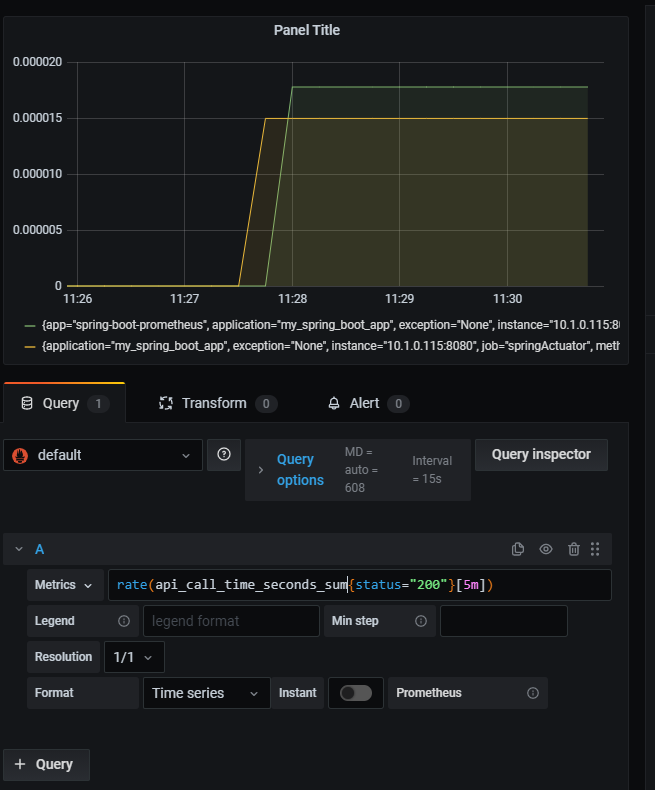 Panel Title
0.000020
0.000015
0.000010
0.000005
0
11:26 11:27 11:28 11:29 11:30
{app="spring-boot-prometheus", application="my_spring_boot_app", exception="None", instance="10.1.0.115:8
{application="my_spring_boot_app", exception="None", instance="10.1.0.115:8080", job="springActuator", meth
Query 1 Transform 0 Alert 0
default
Query options
MD = auto = 608
Interval = 15s
Query inspector
A
Metrics rate(api_call_time_seconds_sum{status="200"}[5m])
Legend legend format Min step
Resolution 1/1
Format Time series Instant Prometheus
+ Query